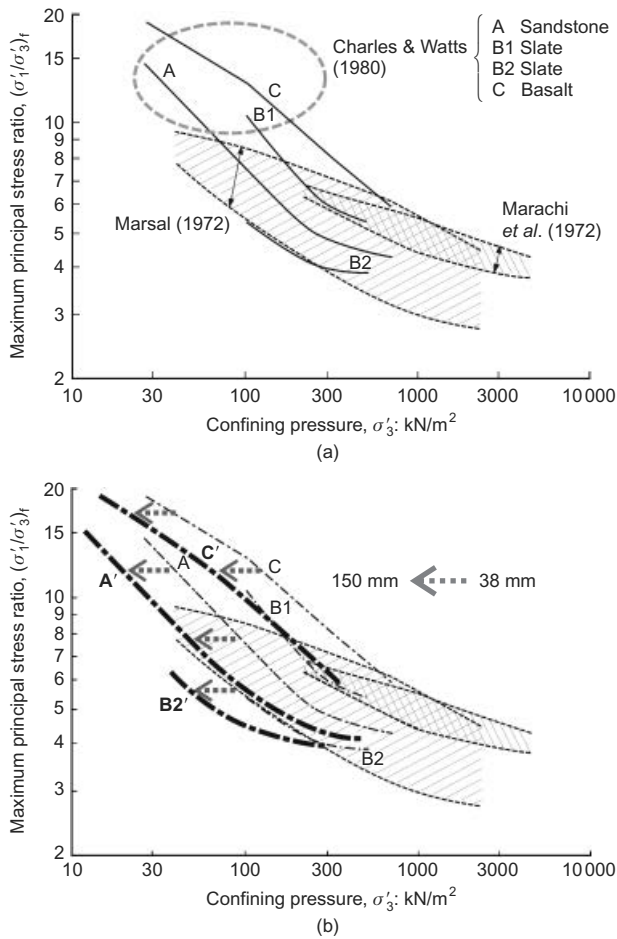 20
15
10
9
8
7
6
5
4
3
2
Maximum principal stress ratio, (σ′1/σ′3)f
A
C
B1
B2
Charles & Watts
(1980)
A Sandstone
B1 Slate
B2 Slate
C Basalt
Marsal (1972)
Marachi
et al. (1972)
10 30 100 300 1000 3000 10 000
Confining pressure, σ′3: kN/m²
(a)
20
15
10
9
8
7
6
5
4
3
2
Maximum principal stress ratio, (σ′1/σ′3)f
C′
A
C
A′
B1
B2′
B2
150 mm 38 mm
10 30 100 300 1000 3000 10 000
Confining pressure, σ′3: kN/m²
(b)